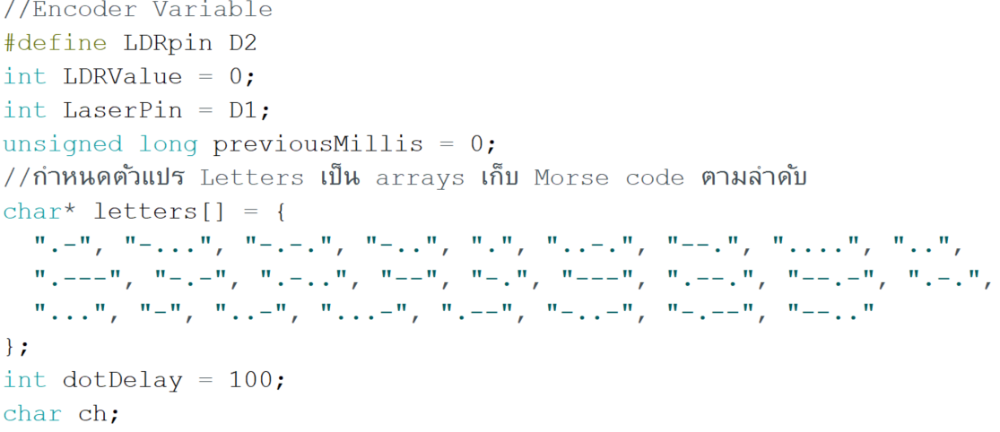 //Encoder Variable
#define LDRpin D2
int LDRValue = 0;
int LaserPin = D1;
unsigned long previousMillis = 0;
//กำหนดตัวแปร Letters เป็น arrays เก็บ Morse code ตามลำดับ
char* letters[] = {
".-", "-...", "-.-.", "-..", ".", "..-.", "--.", "....", "..",
".---", "-.-", ".-..", "--", "-.", "---", ".--.", "--.-", ".-.",
"...", "-", "..-", "...-", ".--", "-..-", "-.--", "--.."
};
int dotDelay = 100;
char ch;